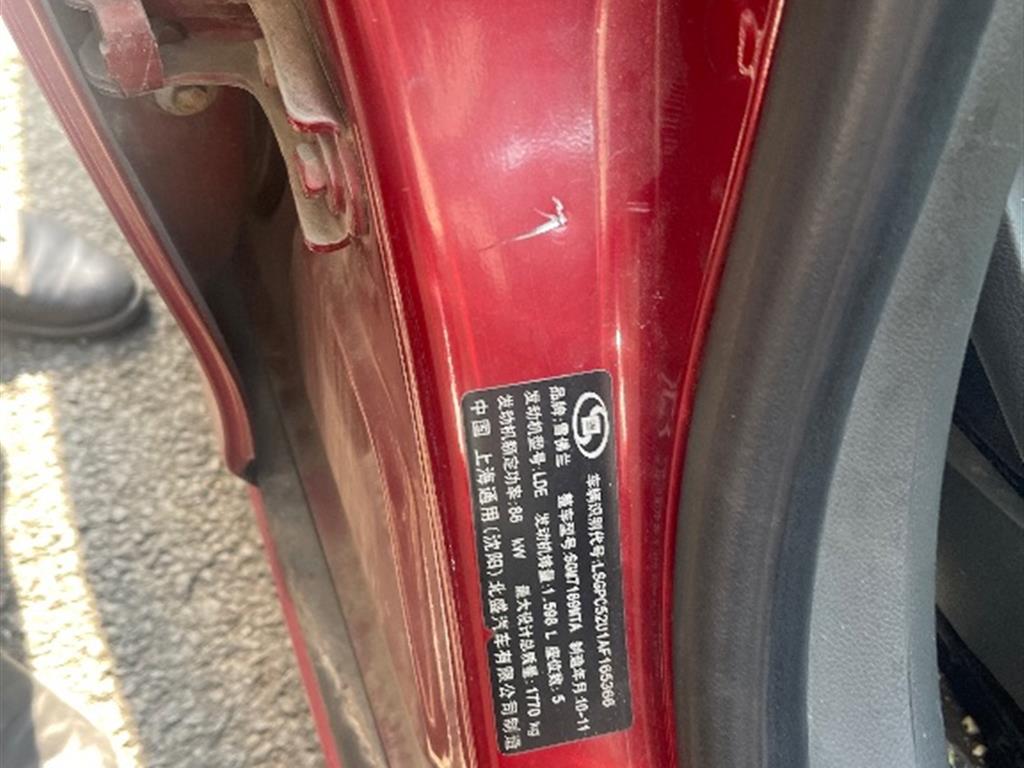 车辆识别代号:LSGPC52U1AF165366
品牌:雪佛兰 整车型号:SGM7169MTA 制造年月:10-11
发动机型号:LDE 发动机排量:1.598 L 座位数:5
发动机额定功率:86 kW 最大设计总质量:1770 kg
中国 上海通用(沈阳)北盛汽车有限公司制造